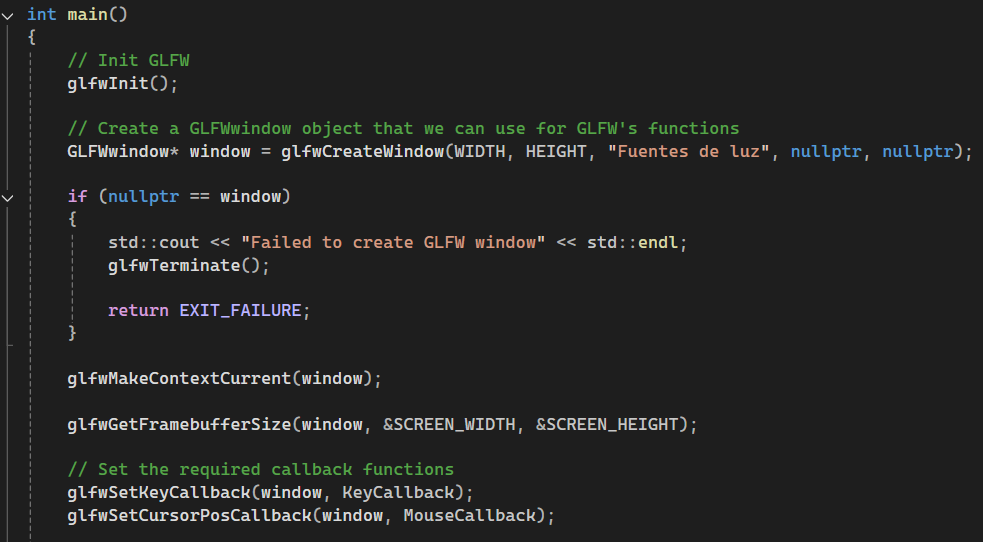 int main()
{
// Init GLFW
glfwInit();
// Create a GLFWwindow object that we can use for GLFW's functions
GLFWwindow* window = glfwCreateWindow(WIDTH, HEIGHT, "Fuentes de luz", nullptr, nullptr);
if (nullptr == window)
{
std::cout << "Failed to create GLFW window" << std::endl;
glfwTerminate();
return EXIT_FAILURE;
}
glfwMakeContextCurrent(window);
glfwGetFramebufferSize(window, &SCREEN_WIDTH, &SCREEN_HEIGHT);
// Set the required callback functions
glfwSetKeyCallback(window, KeyCallback);
glfwSetCursorPosCallback(window, MouseCallback);